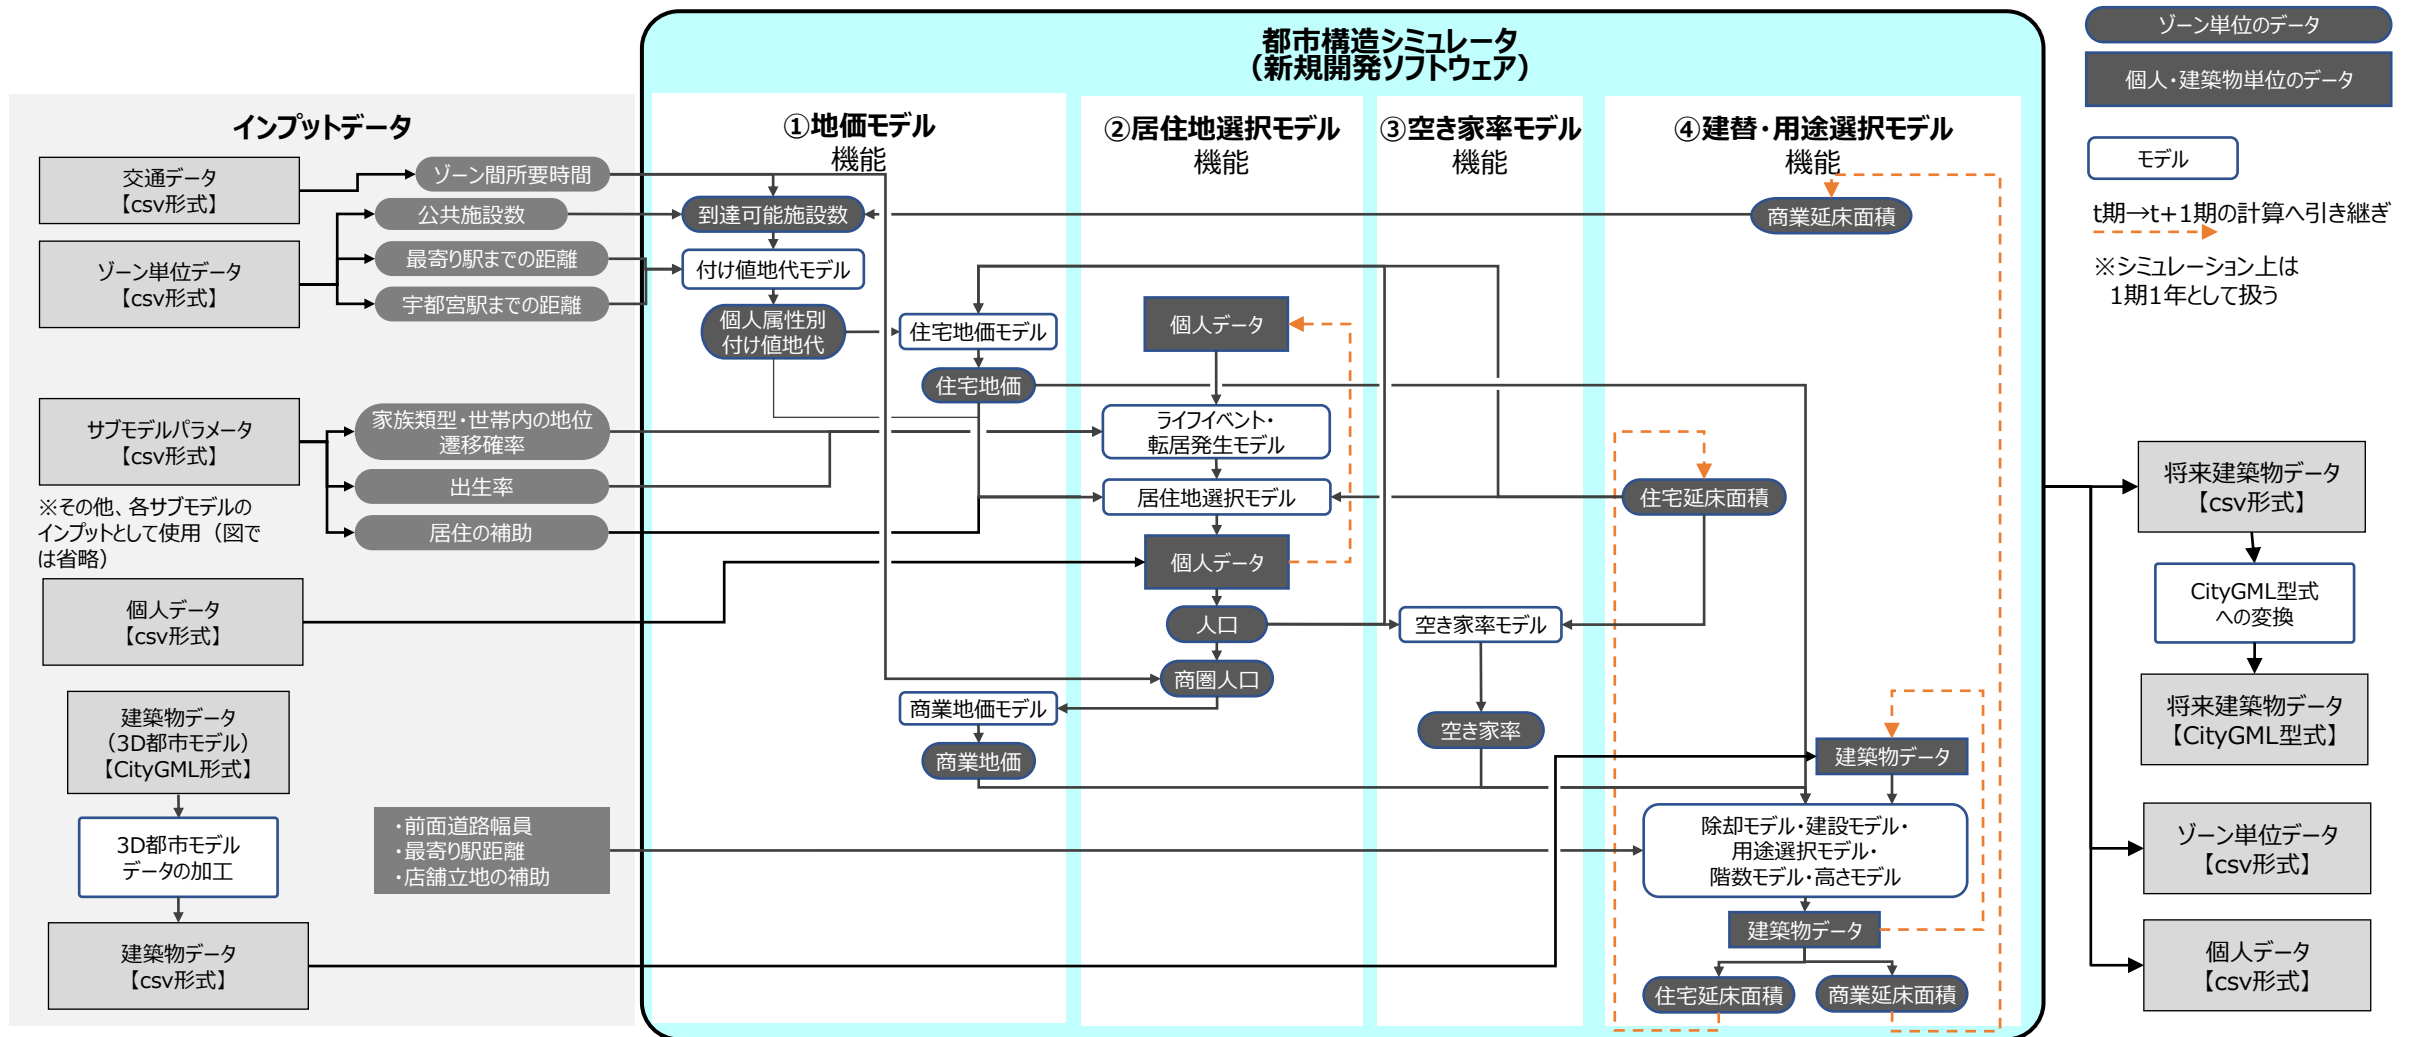 都市構造シミュレータ
（新規開発ソフトウェア）
インプットデータ
交通データ
【csv形式】
ゾーン単位データ
【csv形式】
ゾーン間所要時間
公共施設数
最寄り駅までの距離
宇都宮駅までの距離
サブモデルパラメータ
【csv形式】
※その他、各サブモデルの
インプットとして使用（図で
は省略）
家族類型・世帯内の地位
遷移確率
出生率
居住の補助
個人データ
【csv形式】
建築物データ
（3D都市モデル）
【CityGML形式】
3D都市モデル
データの加工
建築物データ
【csv形式】
・前面道路幅員
・最寄り駅距離
・店舗立地の補助
①地価モデル
機能
到達可能施設数
付け値地代モデル
個人属性別
付け値地代
住宅地価モデル
住宅地価
商業地価モデル
商業地価
②居住地選択モデル
機能
個人データ
ライフイベント・
転居発生モデル
居住地選択モデル
個人データ
人口
商圏人口
③空き家率モデル
機能
空き家率モデル
空き家率
④建替・用途選択モデル
機能
商業延床面積
住宅延床面積
建築物データ
除却モデル・建設モデル・
用途選択モデル・
階数モデル・高さモデル
建築物データ
住宅延床面積
商業延床面積
ゾーン単位のデータ
個人・建築物単位のデータ
モデル
t期→t+1期の計算へ引き継ぎ
※シミュレーション上は
1期1年として扱う
将来建築物データ
【csv形式】
CityGML型式
への変換
将来建築物データ
【CityGML型式】
ゾーン単位データ
【csv形式】
個人データ
【csv形式】